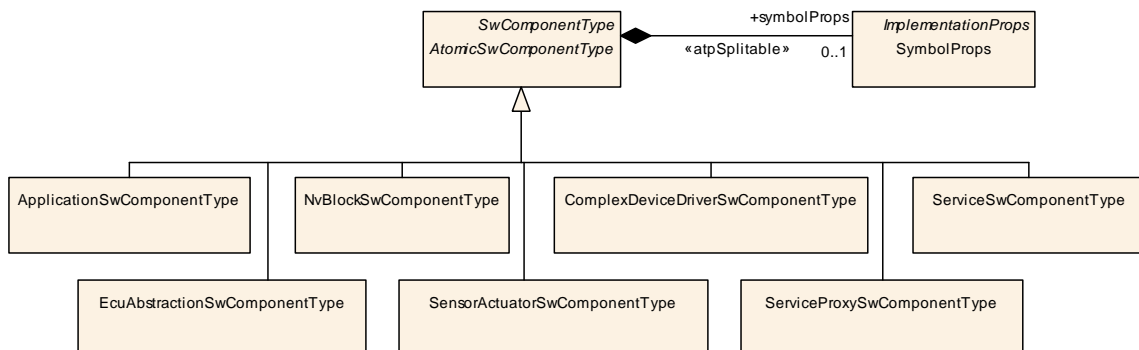 SwComponentType
AtomicSwComponentType
+symbolProps
«atpSplitable»
0..1
ImplementationProps
SymbolProps
ApplicationSwComponentType
NvBlockSwComponentType
ComplexDeviceDriverSwComponentType
ServiceSwComponentType
EcuAbstractionSwComponentType
SensorActuatorSwComponentType
ServiceProxySwComponentType